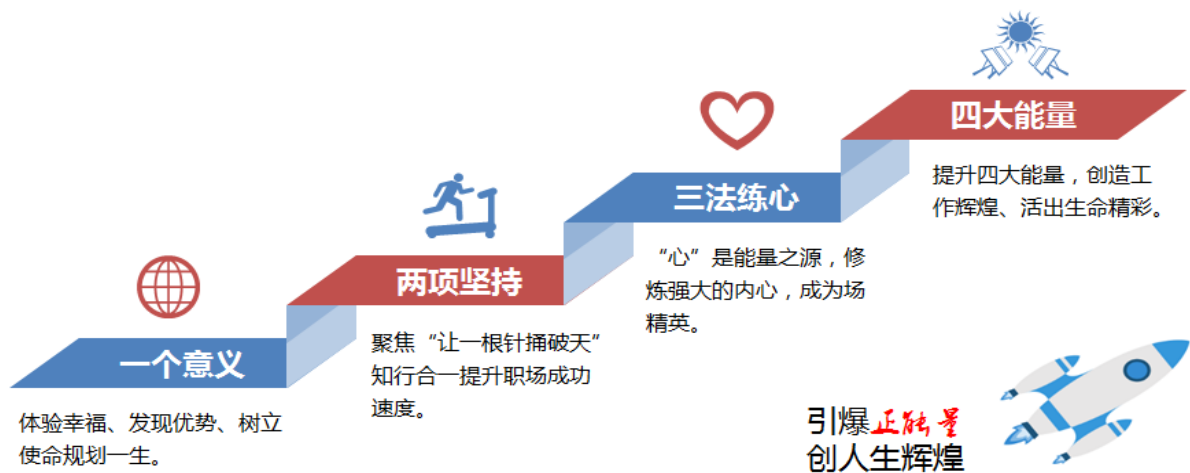 一个意义
体验幸福、发现优势、树立
使命规划一生。
两项坚持
聚焦“让一根针捅破天”
知行合一提升职场成功
速度。
三法练心
“心”是能量之源，修
炼强大的内心，成为场
精英。
四大能量
提升四大能量，创造工
作辉煌、活出生命精彩。
引爆正能量
创人生辉煌